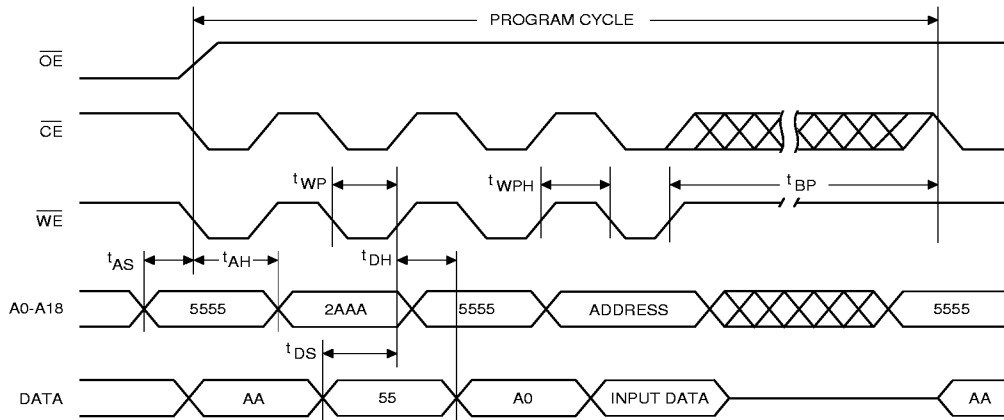 PROGRAM CYCLE
OE
CE
tWP
tWPH
tBP
WE
tAS
tAH
tDH
A0-A18
5555
2AAA
5555
ADDRESS
5555
tDS
DATA
AA
55
A0
INPUT DATA
AA